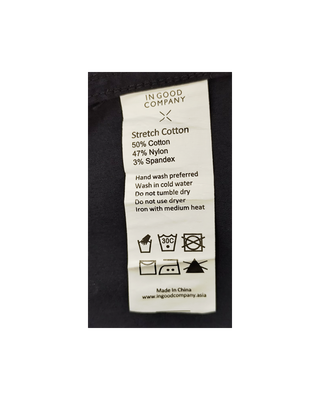 IN GOOD
COMPANY
Stretch Cotton
50% Cotton
47% Nylon
3% Spandex
Hand wash preferred
Wash in cold water
Do not tumble dry
Do not use dryer
Iron with medium heat
30C
Made In China
www.ingoodcompany.asia